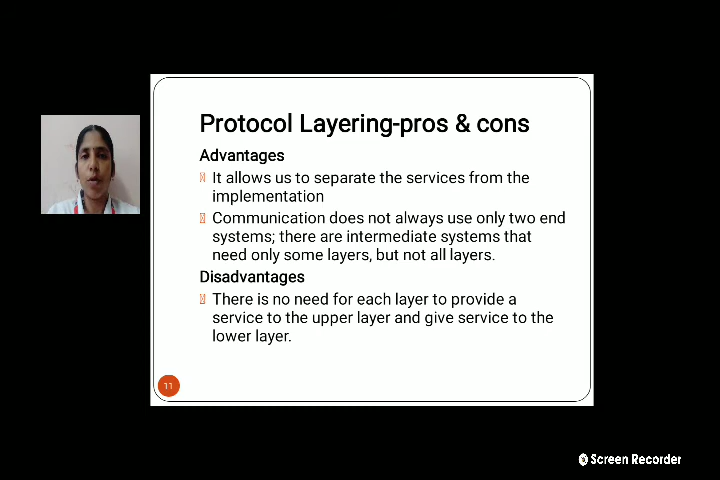 Protocol Layering-pros & cons
Advantages
It allows us to separate the services from the
implementation
Communication does not always use only two end
systems; there are intermediate systems that
need only some layers, but not all layers.
Disadvantages
There is no need for each layer to provide a
service to the upper layer and give service to the
lower layer.
11
Screen Recorder